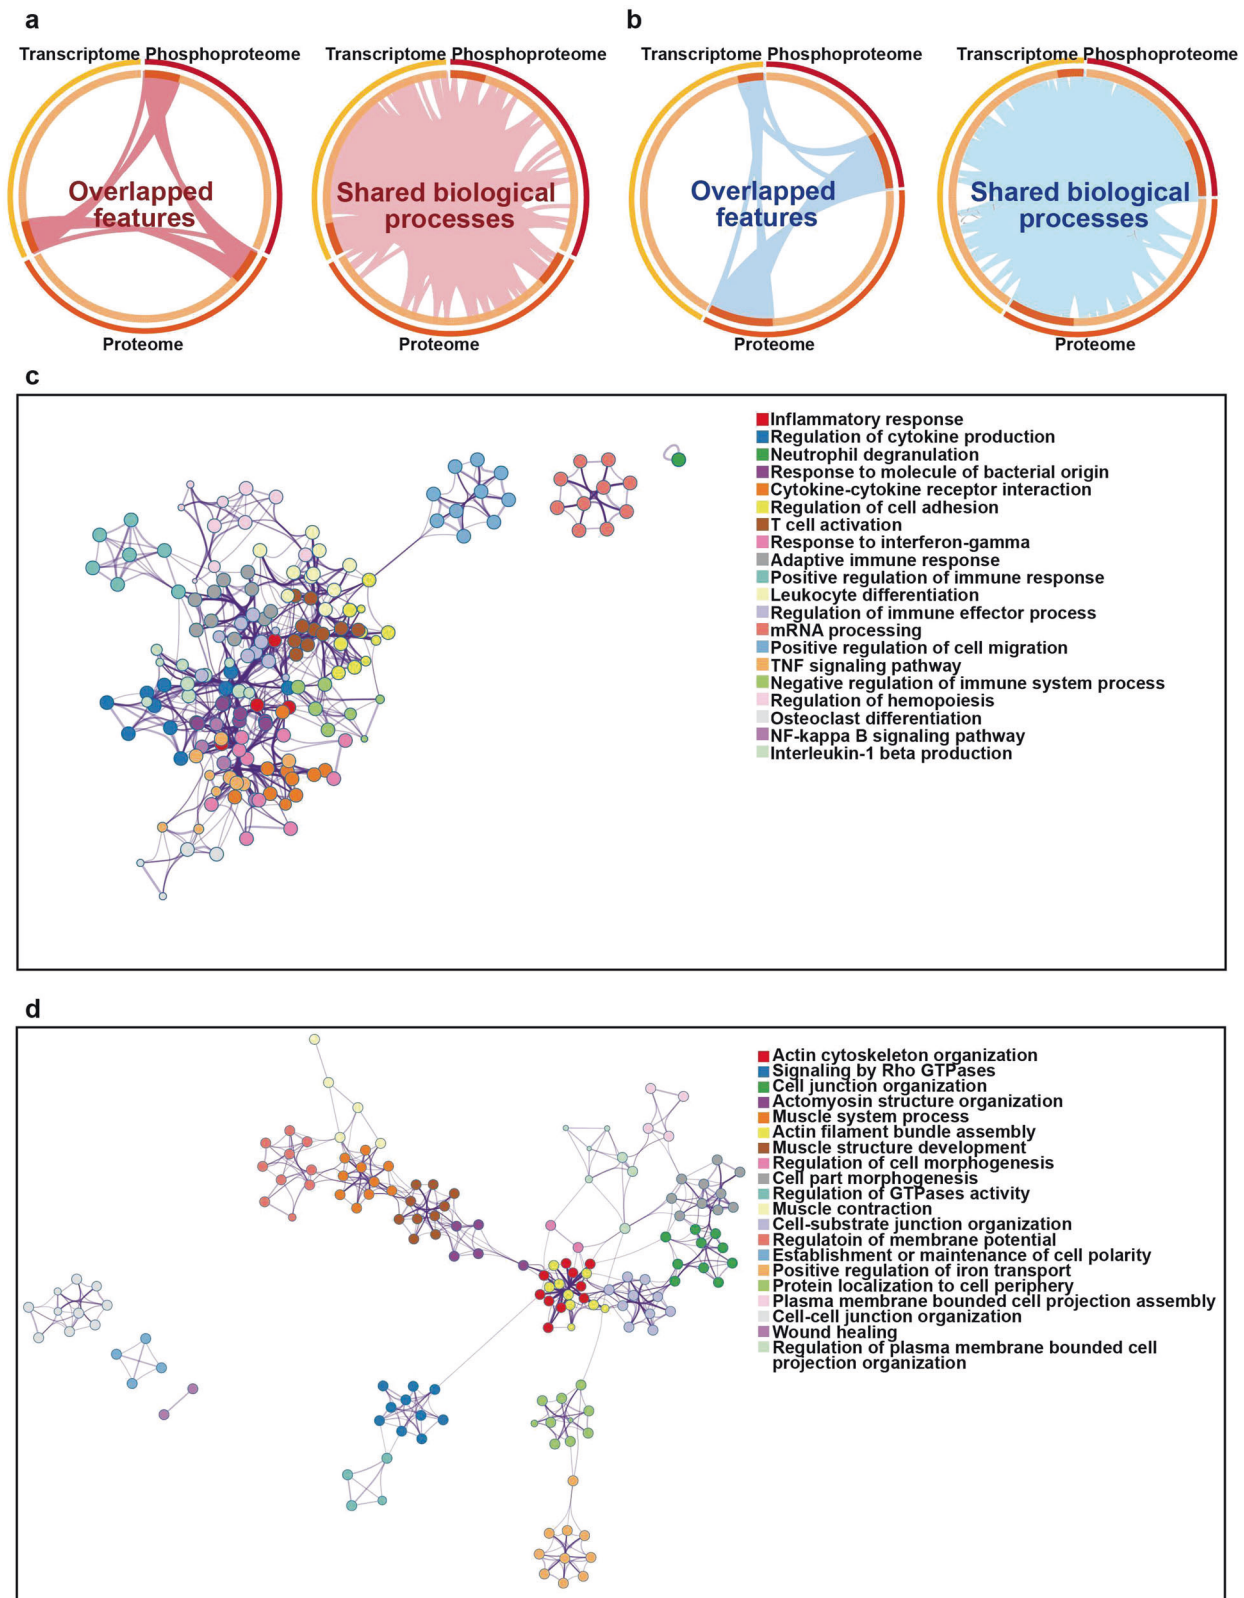 a
b
Transcriptome Phosphoproteome
Transcriptome Phosphoproteome
Transcriptome Phosphoproteome
Transcriptome Phosphoproteome
Overlapped
features
Shared biological
processes
Overlapped
features
Shared biological
processes
Proteome
Proteome
Proteome
Proteome
c
Inflammatory response
Regulation of cytokine production
Neutrophil degranulation
Response to molecule of bacterial origin
Cytokine-cytokine receptor interaction
Regulation of cell adhesion
T cell activation
Response to interferon-gamma
Adaptive immune response
Positive regulation of immune response
Leukocyte differentiation
Regulation of immune effector process
mRNA processing
Positive regulation of cell migration
TNF signaling pathway
Negative regulation of immune system process
Regulation of hemopoiesis
Osteoclast differentiation
NF-kappa B signaling pathway
Interleukin-1 beta production
d
Actin cytoskeleton organization
Signaling by Rho GTPases
Cell junction organization
Actomyosin structure organization
Muscle system process
Actin filament bundle assembly
Muscle structure development
Regulation of cell morphogenesis
Cell part morphogenesis
Regulation of GTPases activity
Muscle contraction
Cell-substrate junction organization
Regulatoin of membrane potential
Establishment or maintenance of cell polarity
Positive regulation of iron transport
Protein localization to cell periphery
Plasma membrane bounded cell projection assembly
Cell-cell junction organization
Wound healing
Regulation of plasma membrane bounded cell
projection organization